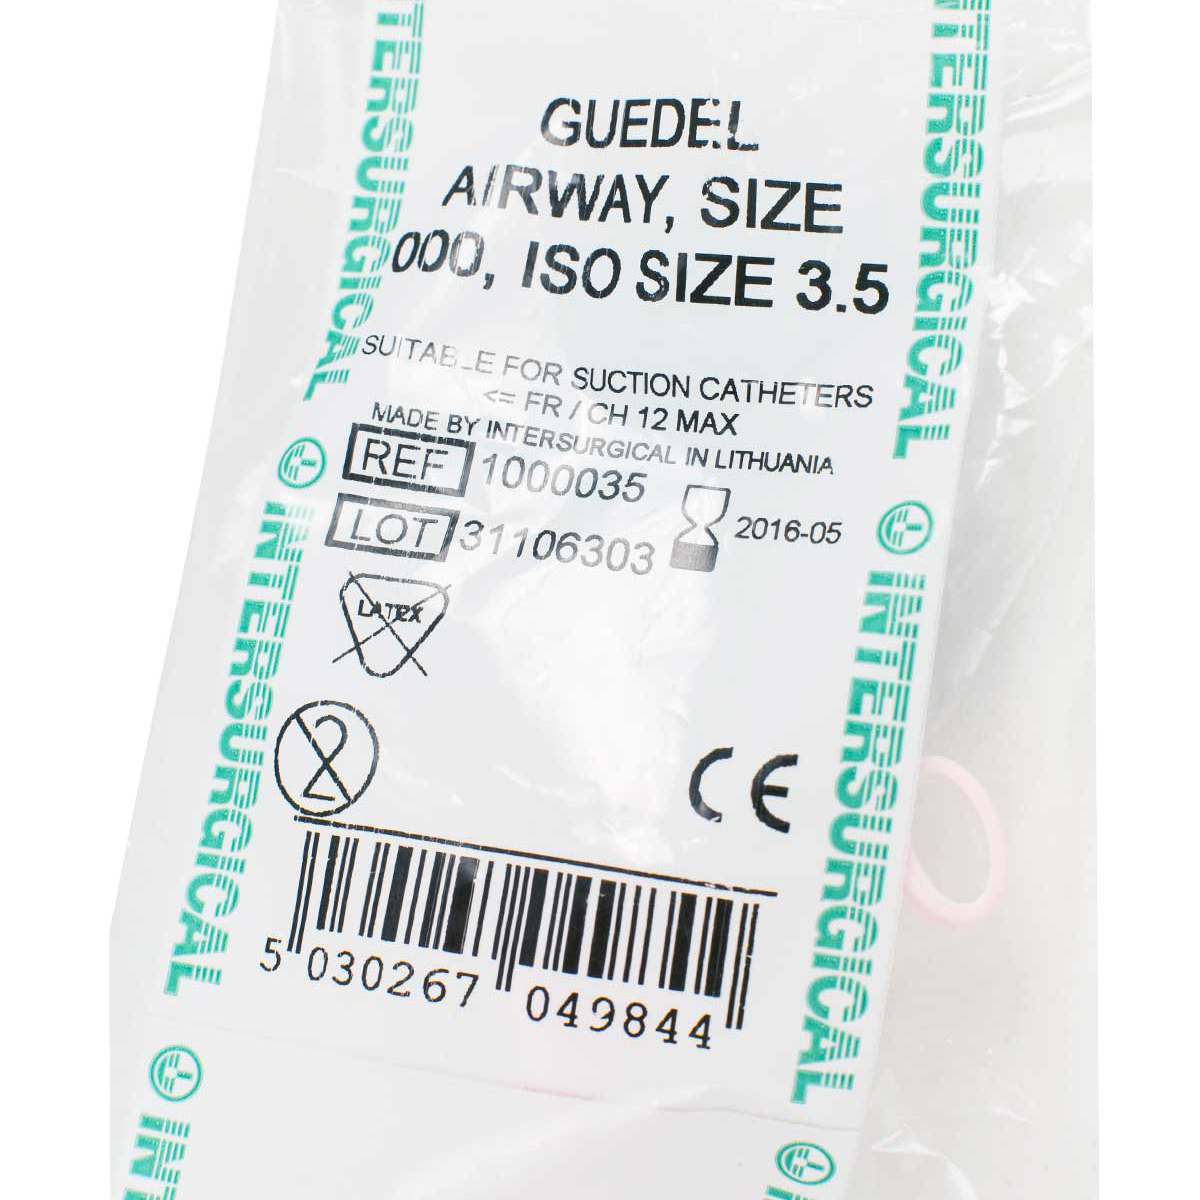 GUEDEL
AIRWAY, SIZE
000, ISO SIZE 3.5
SUITABLE FOR SUCTION CATHETERS
<= FR / CH 12 MAX
MADE BY INTERSURGICAL IN LITHUANIA
REF 1000035
LOT 31106303
2016-05
LATEX
2
CE
5 030267 049844
INTERSURGICAL
INTERSURGICAL
IN
INTERSURGICAL
INTERSURGICAL